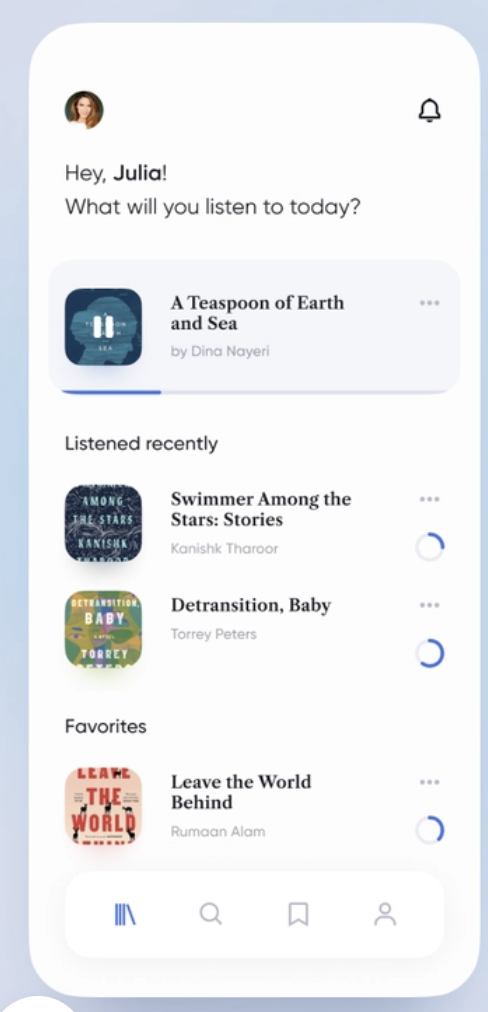 Hey, Julia!
What will you listen to today?
A Teaspoon of Earth
and Sea
by Dina Nayeri
SEA
Listened recently
AMONG
THE STARS
KANISHK
Swimmer Among the
Stars: Stories
Kanishk Tharoor
DETRANSITION,
BABY
A NOVEL
TORREY
Detransition, Baby
Torrey Peters
Favorites
LEAVE
THE
WORLD
Leave the World
Behind
Rumaan Alam